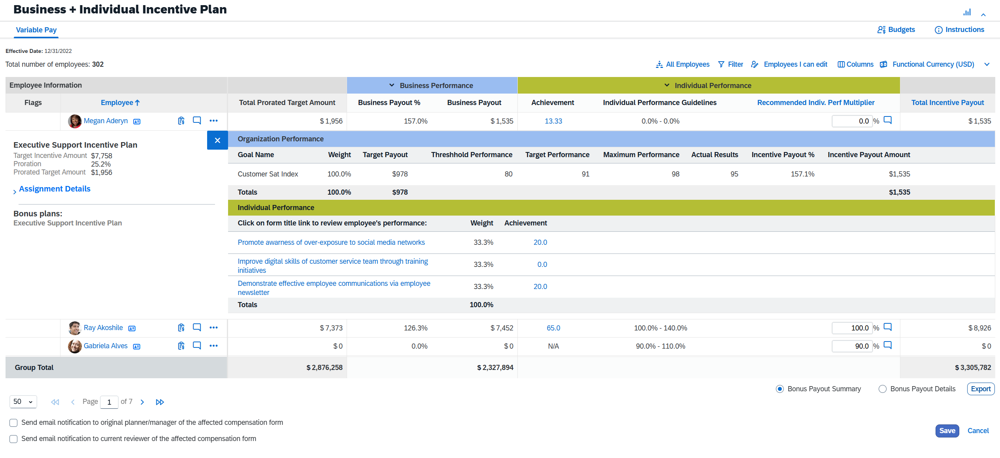 Business + Individual Incentive Plan
Variable Pay
Budgets
Instructions
Effective Date: 12/31/2022
Total number of employees: 302
All Employees
Filter
Employees I can edit
Columns
Functional Currency (USD)
Employee Information
Business Performance
Individual Performance
Flags Employee Total Prorated Target Amount Business Payout % Business Payout Achievement Individual Performance Guidelines Recommended Indiv. Perf Multiplier Total Incentive Payout
Megan Aderyn $ 1,956 157.0% $ 1,535 13.33 0.0% - 0.0% 0.0 % $ 1,535
Executive Support Incentive Plan
Target Incentive Amount $7,758
Proration 25.2%
Prorated Target Amount $1,956
Assignment Details
Bonus plans:
Executive Support Incentive Plan
Organization Performance
Goal Name Weight Target Payout Threshhold Performance Target Performance Maximum Performance Actual Results Incentive Payout % Incentive Payout Amount
Customer Sat Index 100.0% $978 80 91 98 95 157.1% $1,535
Totals 100.0% $978 $1,535
Individual Performance
Click on form title link to review employee's performance: Weight Achievement
Promote awarness of over-exposure to social media networks 33.3% 20.0
Improve digital skills of customer service team through training
initiatives 33.3% 0.0
Demonstrate effective employee communications via employee
newsletter 33.3% 20.0
Totals 100.0%
Ray Akoshile $ 7,373 126.3% $ 7,452 65.0 100.0% - 140.0% 100.0 % $ 8,926
Gabriela Alves $ 0 0.0% $ 0 N/A 90.0% - 110.0% 90.0 % $ 0
Group Total $ 2,876,258 $ 2,327,894 $ 3,305,782
Bonus Payout Summary
Bonus Payout Details
Export
50 Page 1 of 7
Send email notification to original planner/manager of the affected compensation form
Send email notification to current reviewer of the affected compensation form
Save
Cancel